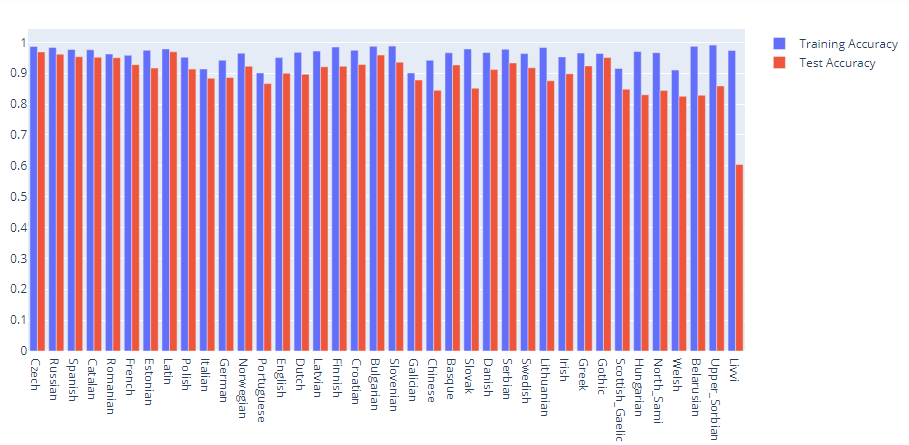 1
0.9
0.8
0.7
0.6
0.5
0.4
0.3
0.2
0.1
0
Czech
Russian
Spanish
Catalan
Romanian
French
Estonian
Latin
Polish
Italian
German
Norwegian
Portuguese
English
Dutch
Latvian
Finnish
Croatian
Bulgarian
Slovenian
Galician
Chinese
Basque
Slovak
Danish
Serbian
Swedish
Lithuanian
Irish
Greek
Gothic
Scottish_Gaelic
Hungarian
North_Sami
Welsh
Belarusian
Upper_Sorbian
Livvi
Training Accuracy
Test Accuracy